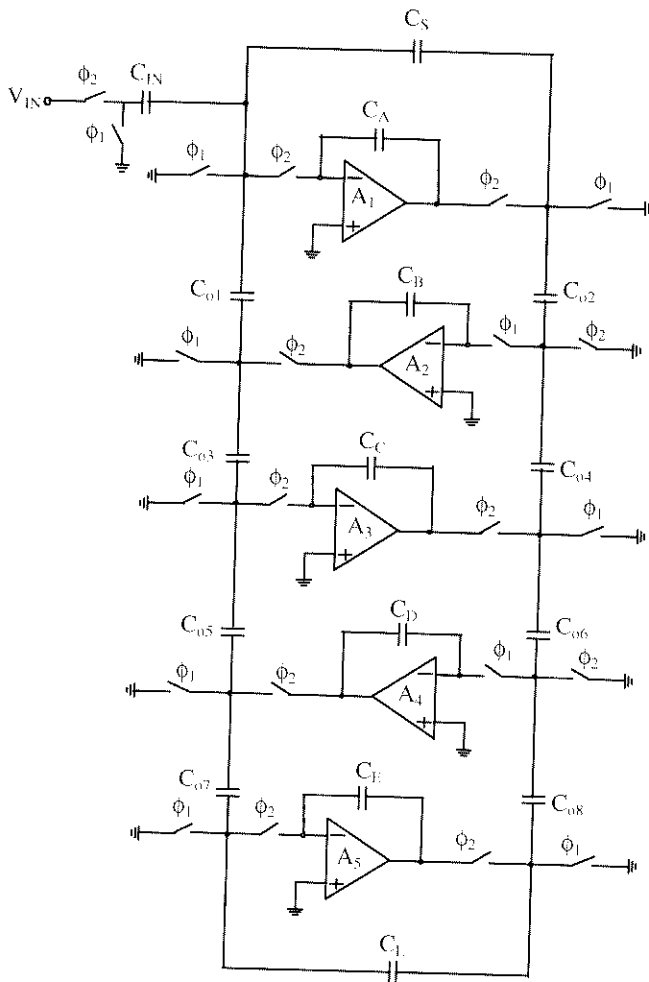 C_S
ϕ_2 C_IN
V_IN
C_A
ϕ_1
ϕ_1 ϕ_2 − ϕ_2 ϕ_1
A_1
+
C_o1 C_B C_o2
ϕ_1 ϕ_2 − ϕ_1 ϕ_2
A_2
+
C_o3 C_C C_o4
ϕ_1 ϕ_2 − ϕ_2 ϕ_1
A_3
+
C_o5 C_D C_o6
ϕ_1 ϕ_2 − ϕ_1 ϕ_2
A_4
+
C_o7 C_E C_o8
ϕ_1 ϕ_2 − ϕ_2 ϕ_1
A_5
+
C_L